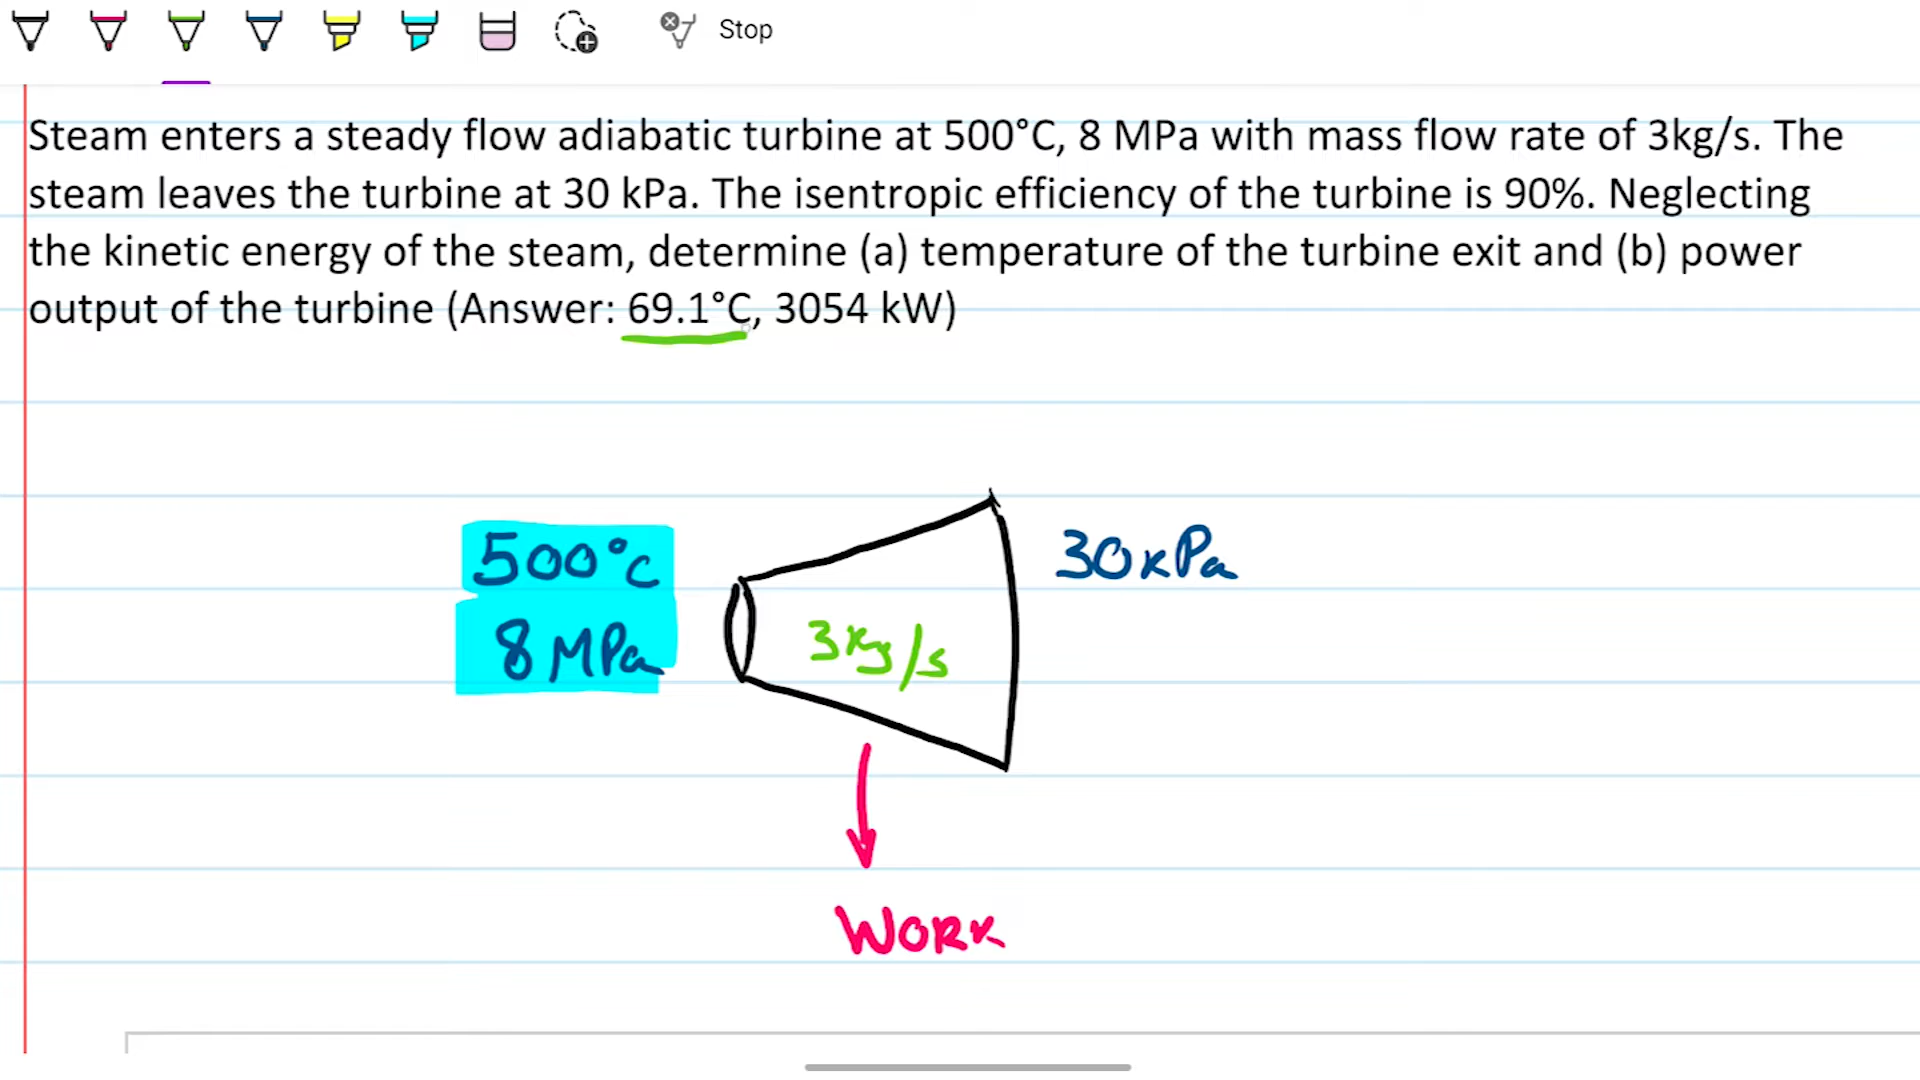 Stop
Steam enters a steady flow adiabatic turbine at 500°C, 8 MPa with mass flow rate of 3kg/s. The
steam leaves the turbine at 30 kPa. The isentropic efficiency of the turbine is 90%. Neglecting
the kinetic energy of the steam, determine (a) temperature of the turbine exit and (b) power
output of the turbine (Answer: 69.1°C, 3054 kW)
500°C
8 MPa
3kg/s
30kPa
WORK